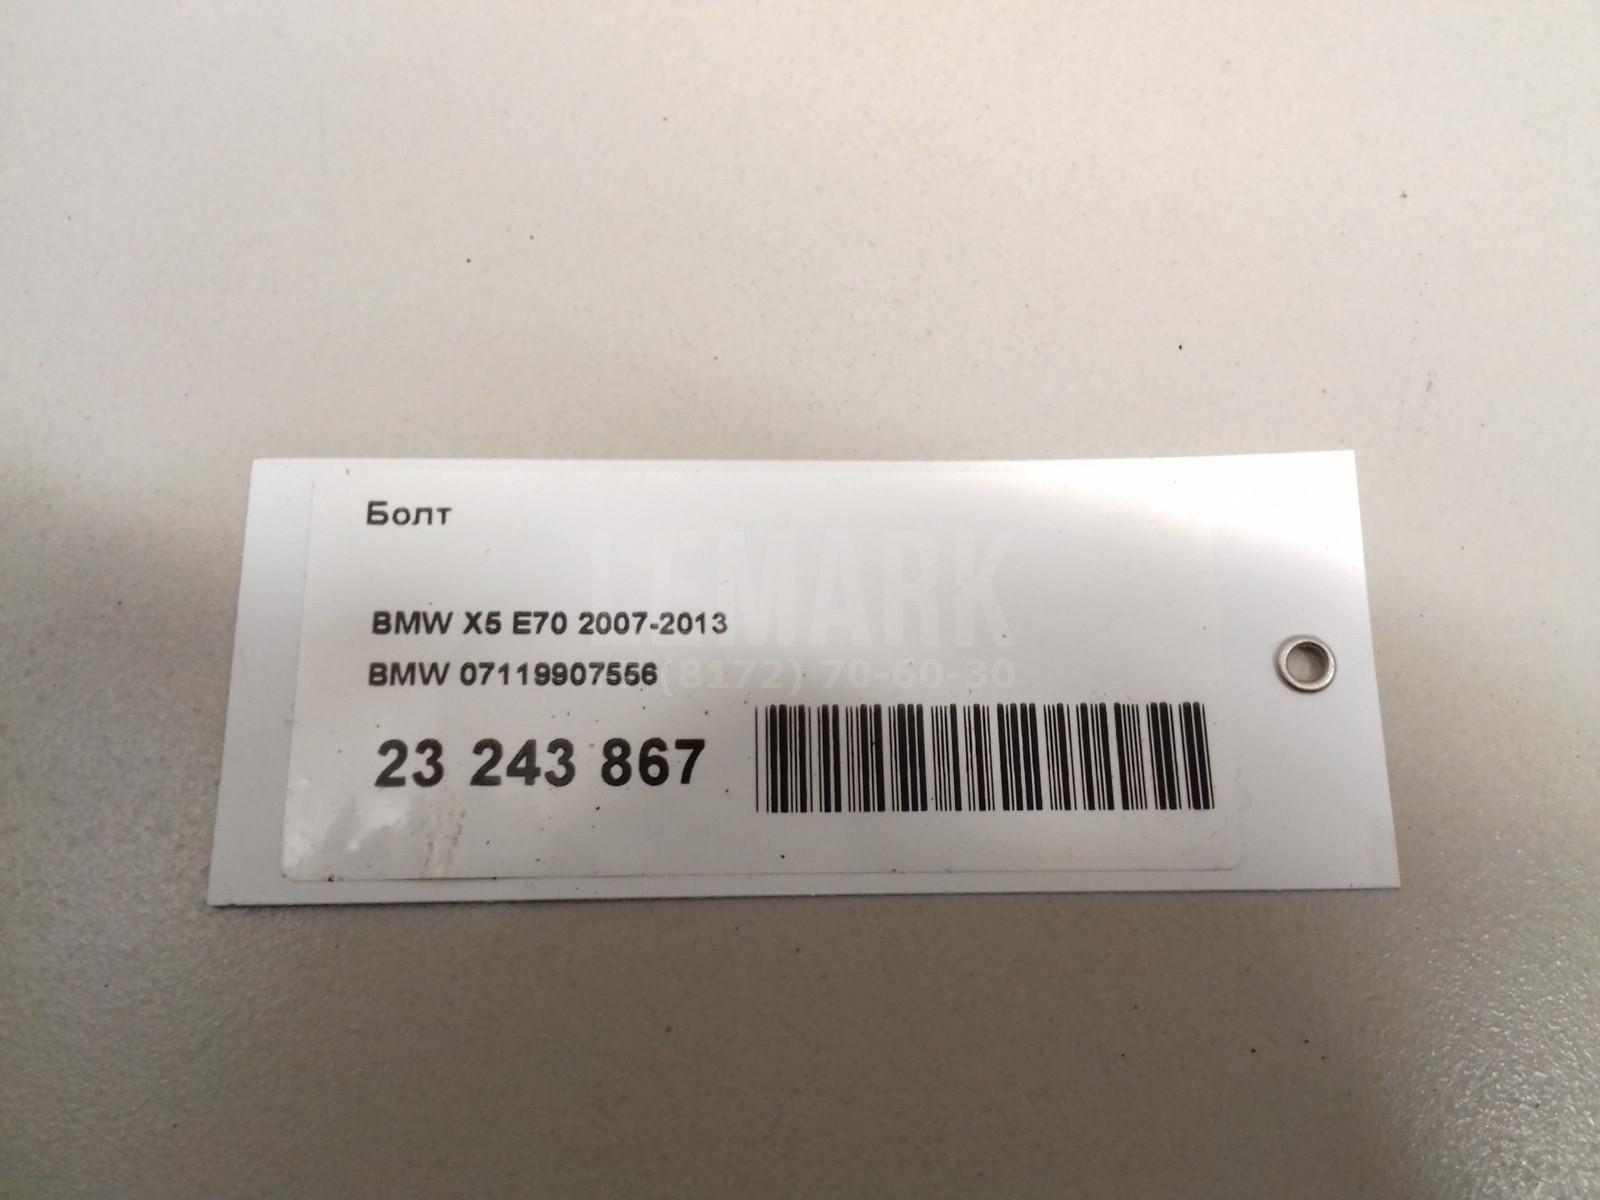 Болт
LEMARK
BMW X5 E70 2007-2013
BMW 07119907556
(8172) 70-60-30
23 243 867